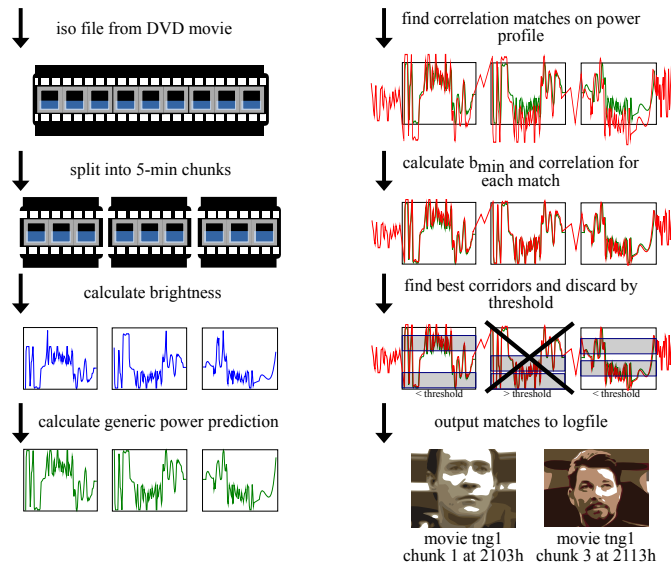 iso file from DVD movie
split into 5-min chunks
calculate brightness
calculate generic power prediction
find correlation matches on power
profile
calculate bmin and correlation for
each match
find best corridors and discard by
threshold
< threshold
> threshold
< threshold
output matches to logfile
movie tng1
chunk 1 at 2103h
movie tng1
chunk 3 at 2113h